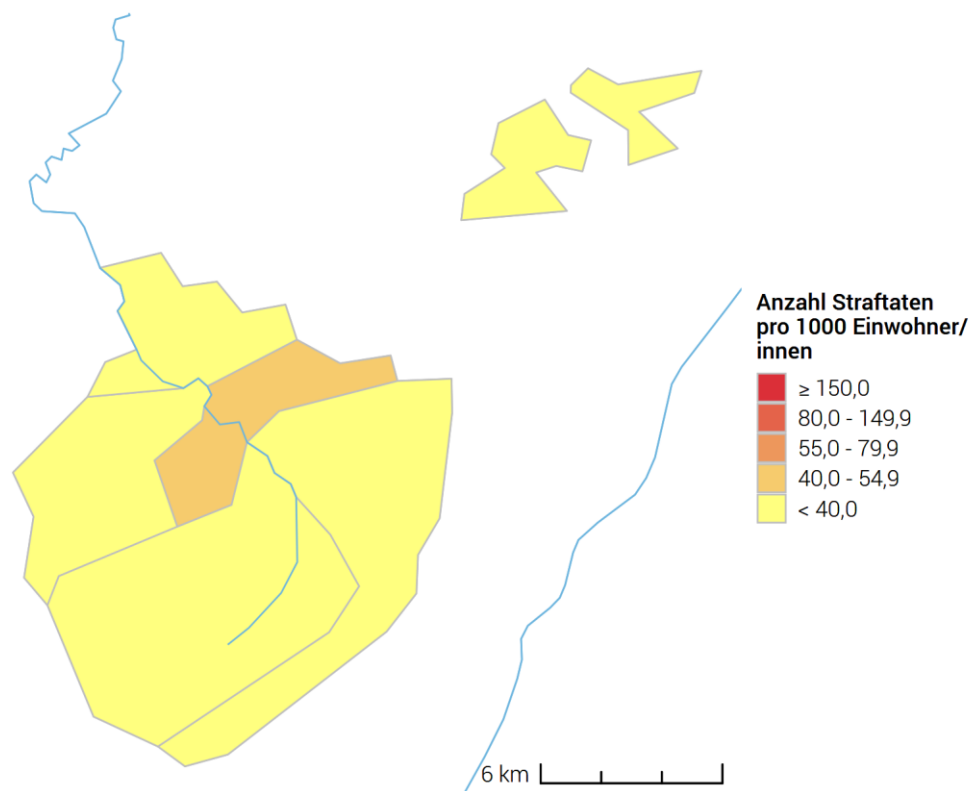 Anzahl Straftaten
pro 1000 Einwohner/
innen
≥ 150,0
80,0 - 149,9
55,0 - 79,9
40,0 - 54,9
< 40,0
6 km